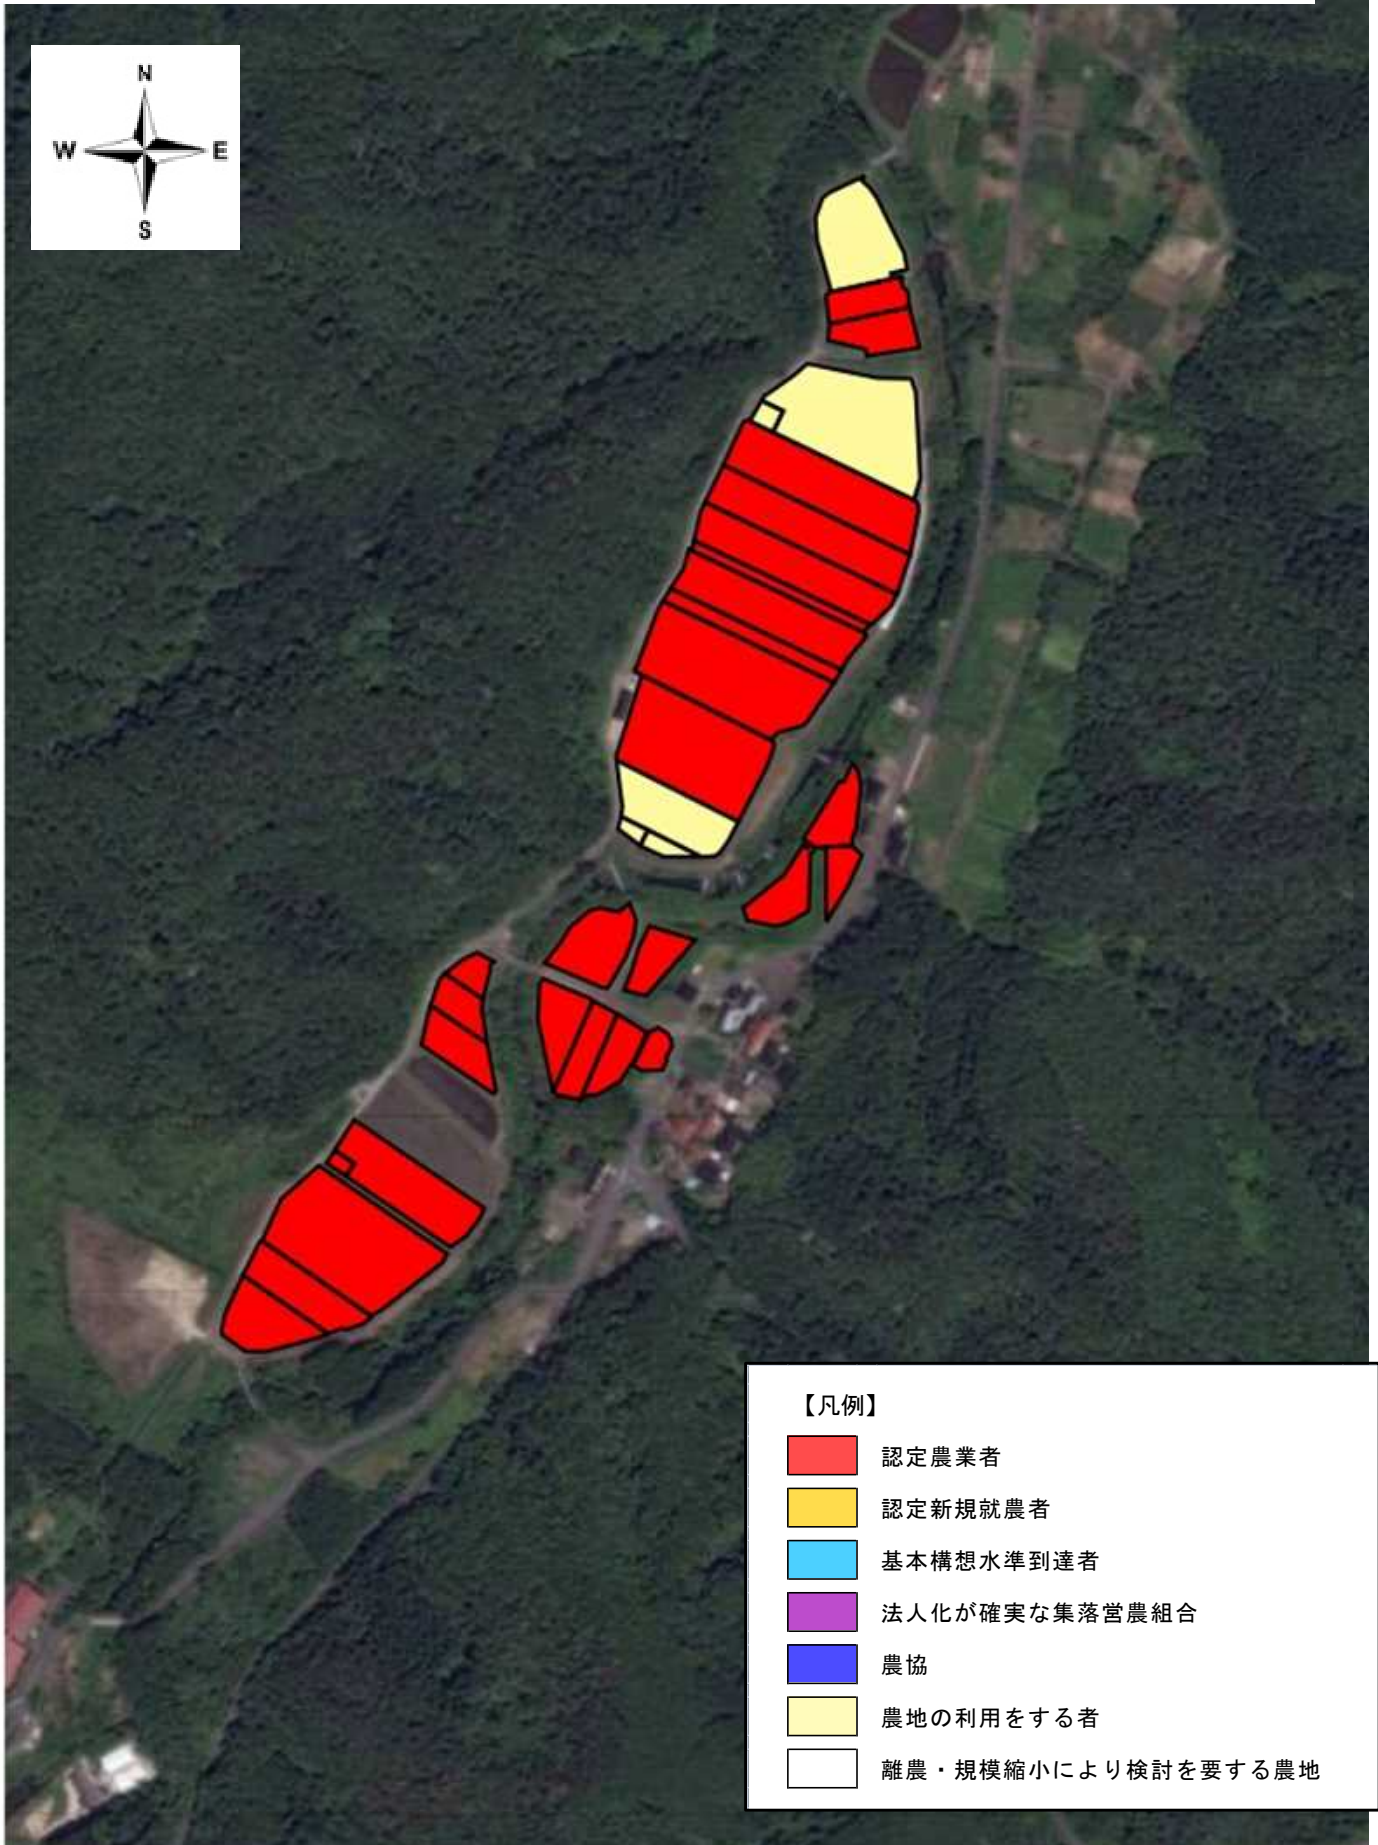 N
W E
S
【凡例】
認定農業者
認定新規就農者
基本構想水準到達者
法人化が確実な集落営農組合
農協
農地の利用をする者
離農・規模縮小により検討を要する農地